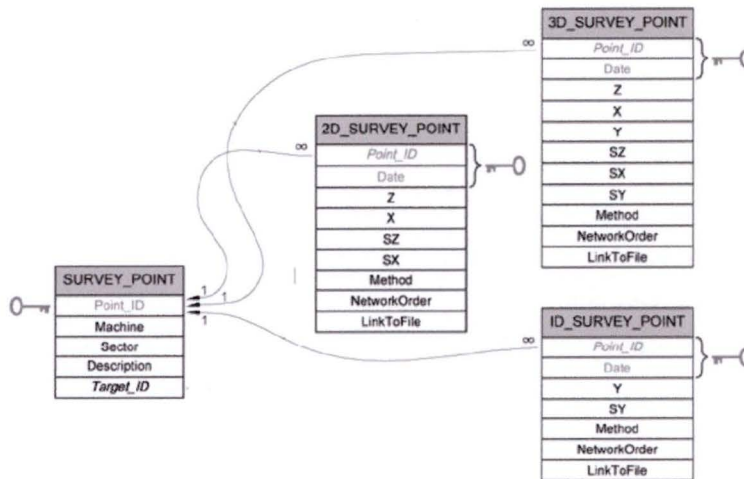 3D_SURVEY_POINT
∞
Point_ID
Date
Z
X
Y
SZ
SX
SY
Method
NetworkOrder
LinkToFile
2D_SURVEY_POINT
∞
Point_ID
Date
Z
X
SZ
SX
Method
NetworkOrder
LinkToFile
SURVEY_POINT
1
1
1
Point_ID
Machine
Sector
Description
Target_ID
ID_SURVEY_POINT
∞
Point_ID
Date
Y
SY
Method
NetworkOrder
LinkToFile